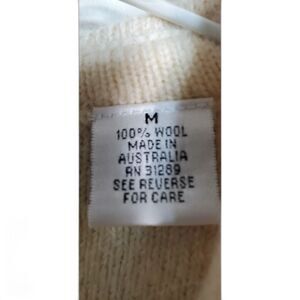 M
100% WOOL
MADE IN
AUSTRALIA
RN 31289
SEE REVERSE
FOR CARE